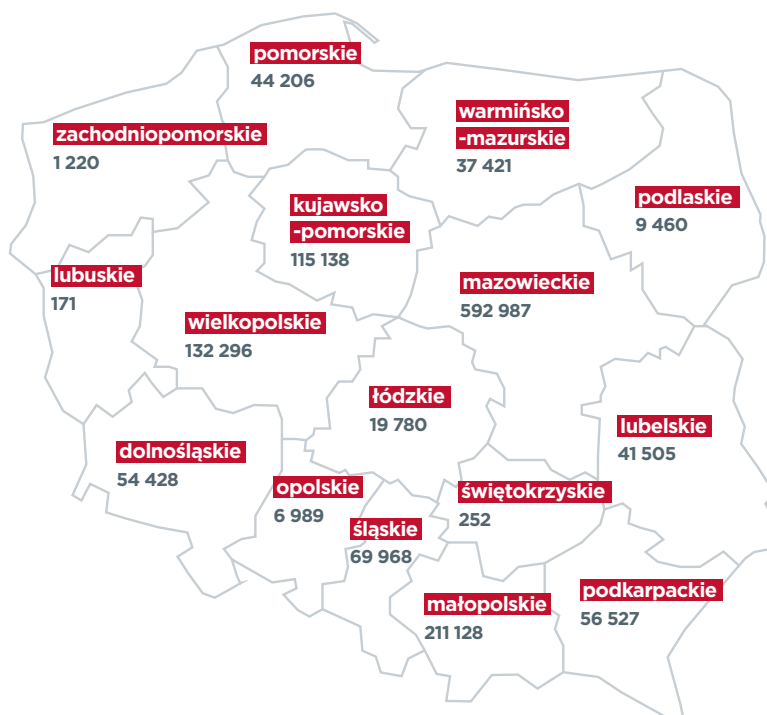 pomorskie
44 206
warmińsko
-mazurskie
37 421
zachodniopomorskie
1 220
podlaskie
9 460
kujawsko
-pomorskie
115 138
lubuskie
171
mazowieckie
592 987
wielkopolskie
132 296
łódzkie
19 780
lubelskie
41 505
dolnośląskie
54 428
opolskie
6 989
świętokrzyskie
252
śląskie
69 968
podkarpackie
56 527
małopolskie
211 128